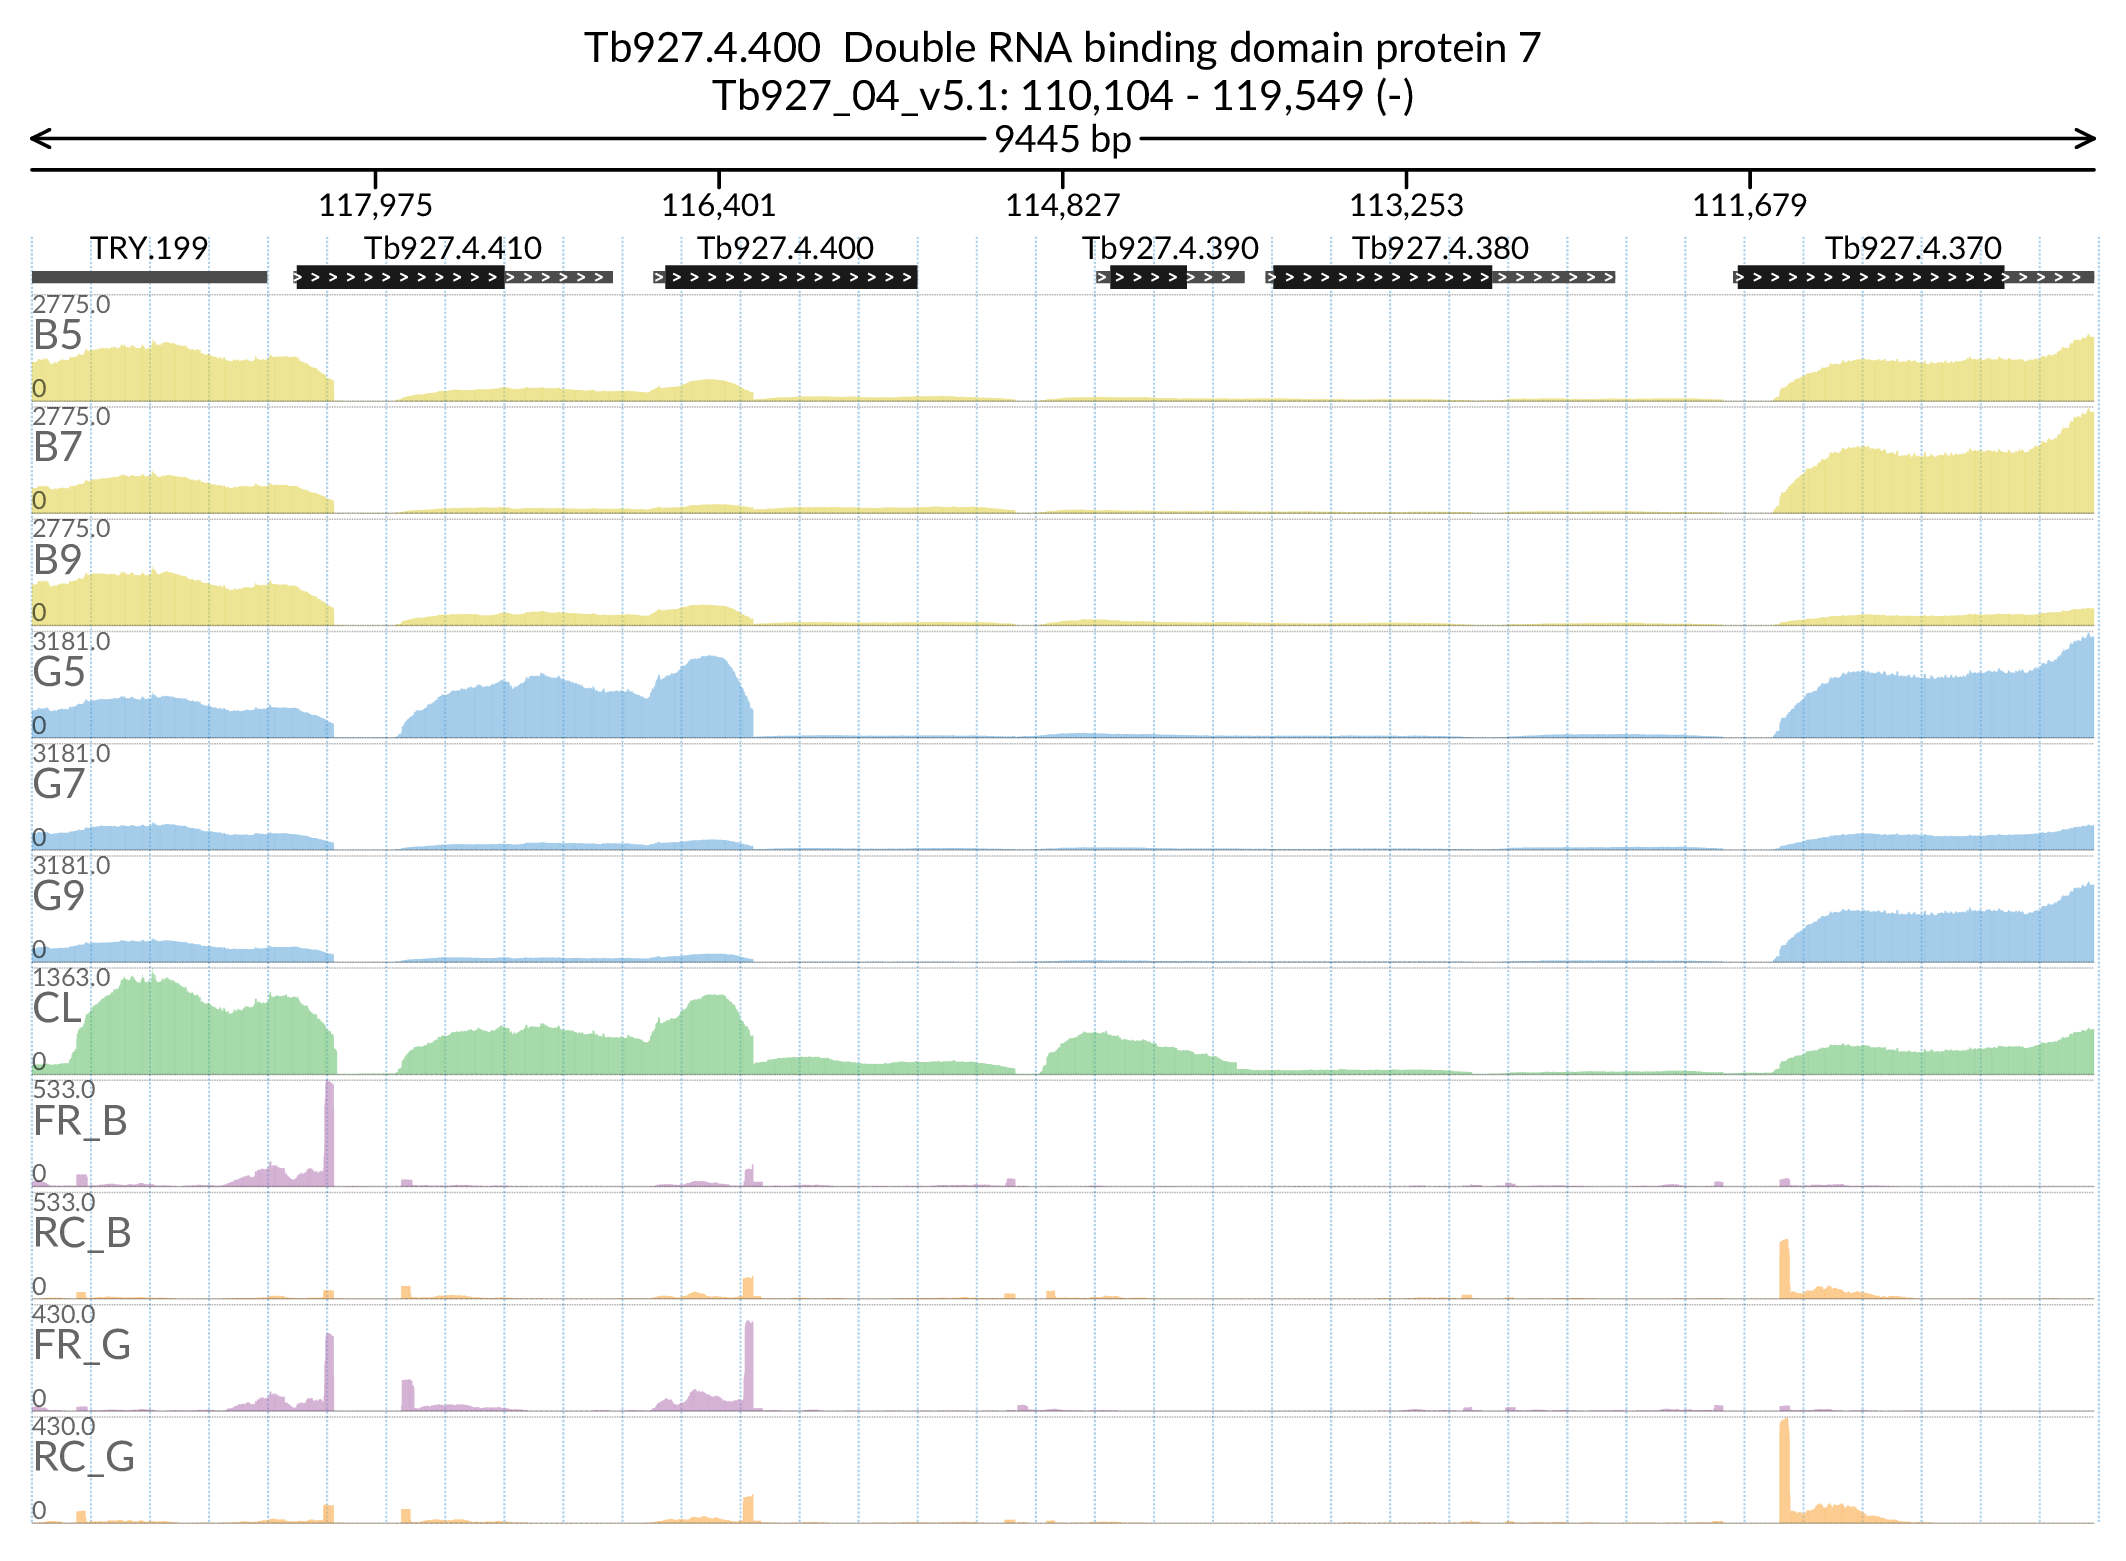 Tb927.4.400  Double RNA binding domain protein 7
Tb927_04_v5.1: 110,104 - 119,549 (-)
9445 bp
117,975 116,401 114,827 113,253 111,679
TRY.199 Tb927.4.410 Tb927.4.400 Tb927.4.390 Tb927.4.380 Tb927.4.370
2775.0
B5
0
2775.0
B7
0
2775.0
B9
0
3181.0
G5
0
3181.0
G7
0
3181.0
G9
0
1363.0
CL
0
533.0
FR_B
0
533.0
RC_B
0
430.0
FR_G
0
430.0
RC_G
0